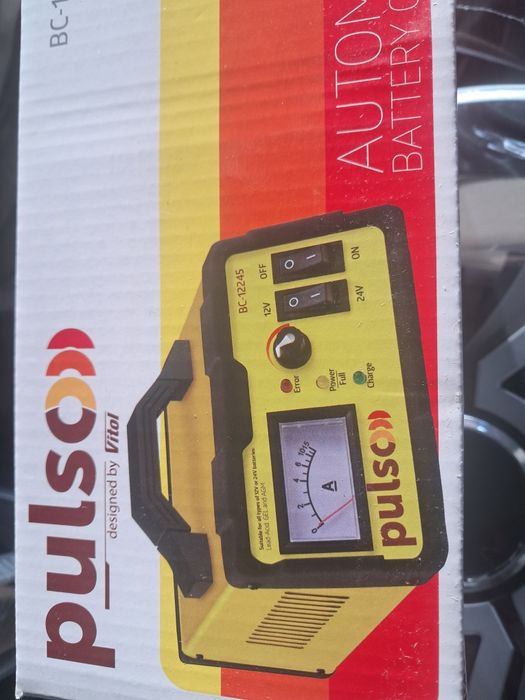 pulso
designed by Vitol
BC-1
AUTOM
BATTERY C
BC-12245
Suitable for all types of 12V or 24V batteries
Lead-Acid, GEL and AGM
0 2 4 6 8 10 15
A
Error
Power
Full
Charge
12V
24V
OFF
ON
pulso